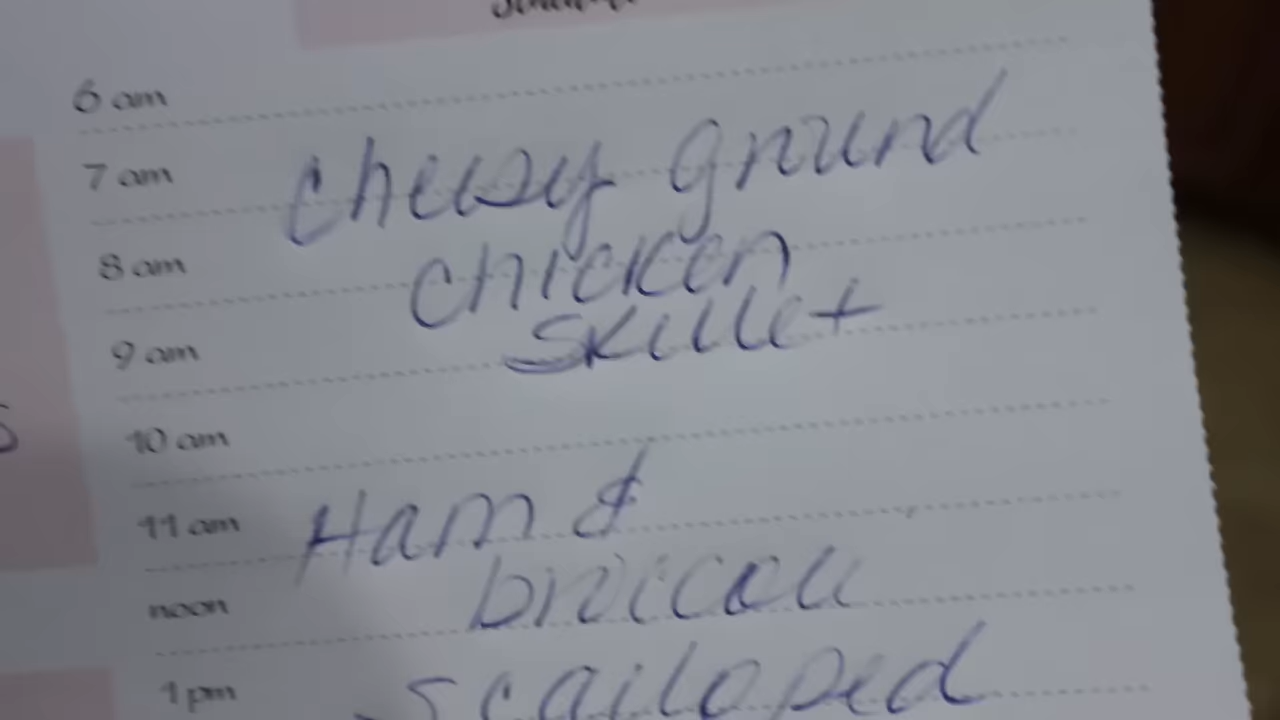 6 am
7 am
cheesy ground
8 am
chicken
9 am
skillet
10 am
11 am
Ham &
noon
broccoli
1 pm
scalloped